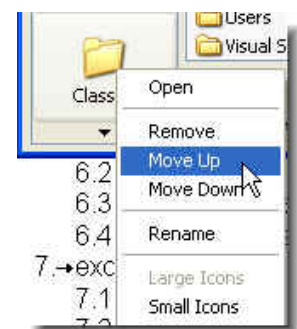 Users
Visual S
Class
Open
Remove
Move Up
Move Down
Rename
Large Icons
Small Icons
6.2
6.3
6.4
7.→exc
7.1